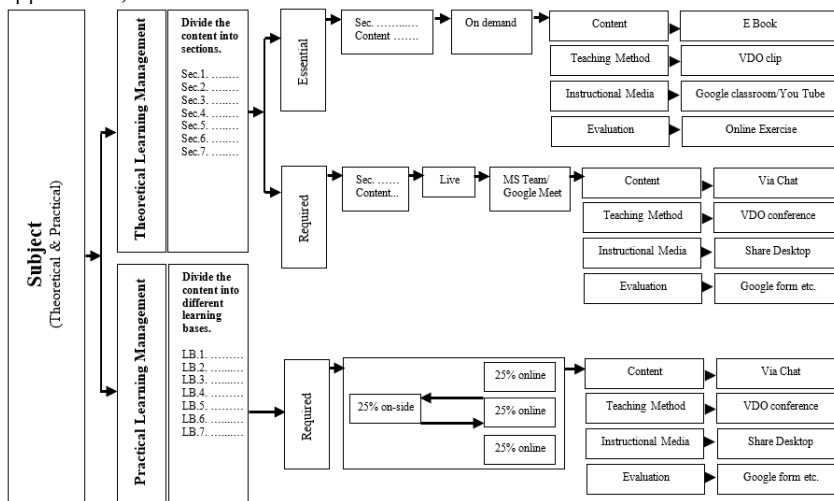 Subject
(Theoretical & Practical)
Theoretical Learning Management
Divide the
content into
sections.
Sec.1. ………
Sec.2. ………
Sec.3. ………
Sec.4. ………
Sec.5. ………
Sec.6. ………
Sec.7. ………
Essential
Sec. …………
Content …….
On demand
Content
E Book
Teaching Method
VDO clip
Instructional Media
Google classroom/You Tube
Evaluation
Online Exercise
Required
Sec. ……
Content...
Live
MS Team/
Google Meet
Content
Via Chat
Teaching Method
VDO conference
Instructional Media
Share Desktop
Evaluation
Google form etc.
Practical Learning Management
Divide the
content into
different
learning
bases.
LB.1. ………
LB.2. ………
LB.3. ………
LB.4. ………
LB.5. ………
LB.6. ………
LB.7. ………
Required
25% on-side
25% online
25% online
25% online
Content
Via Chat
Teaching Method
VDO conference
Instructional Media
Share Desktop
Evaluation
Google form etc.